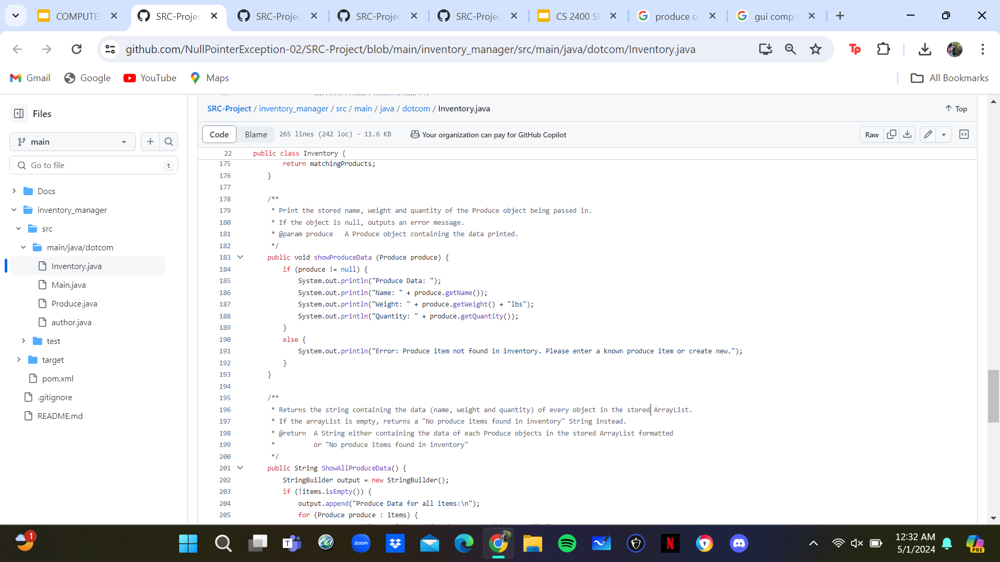 COMPUTE
SRC-Projec
SRC-Projec
SRC-Projec
SRC-Projec
CS 2400 S
produce o
gui comp
github.com/NullPointerException-02/SRC-Project/blob/main/inventory_manager/src/main/java/dotcom/Inventory.java
Tp
Gmail
Google
YouTube
Maps
All Bookmarks
Files
main
Go to file
t
Docs
inventory_manager
src
main/java/dotcom
Inventory.java
Main.java
Produce.java
author.java
test
target
pom.xml
.gitignore
README.md
SRC-Project / inventory_manager / src / main / java / dotcom / Inventory.java
Top
Code
Blame
265 lines (242 loc) · 11.6 KB
Your organization can pay for GitHub Copilot
Raw
22 public class Inventory {
175 return matchingProducts;
176 }
177
178 /**
179 * Print the stored name, weight and quantity of the Produce object being passed in.
180 * If the object is null, outputs an error message.
181 * @param produce A Produce object containing the data printed.
182 */
183 public void showProduceData (Produce produce) {
184 if (produce != null) {
185 System.out.println("Produce Data: ");
186 System.out.println("Name: " + produce.getName());
187 System.out.println("Weight: " + produce.getWeight() + "lbs");
188 System.out.println("Quantity: " + produce.getQuantity());
189 }
190 else {
191 System.out.println("Error: Produce item not found in inventory. Please enter a known produce item or create new.");
192 }
193 }
194
195 /**
196 * Returns the string containing the data (name, weight and quantity) of every object in the stored ArrayList.
197 * If the arrayList is empty, returns a "No produce items found in inventory" String instead.
198 * @return A String either containing the data of each Produce objects in the stored ArrayList formatted
199 * or "No produce items found in inventory"
200 */
201 public String ShowAllProduceData() {
202 StringBuilder output = new StringBuilder();
203 if (!items.isEmpty()) {
204 output.append("Produce Data for all items:\n");
205 for (Produce produce : items) {
1
T
ca
zoom
N
12:32 AM
5/1/2024
PRE